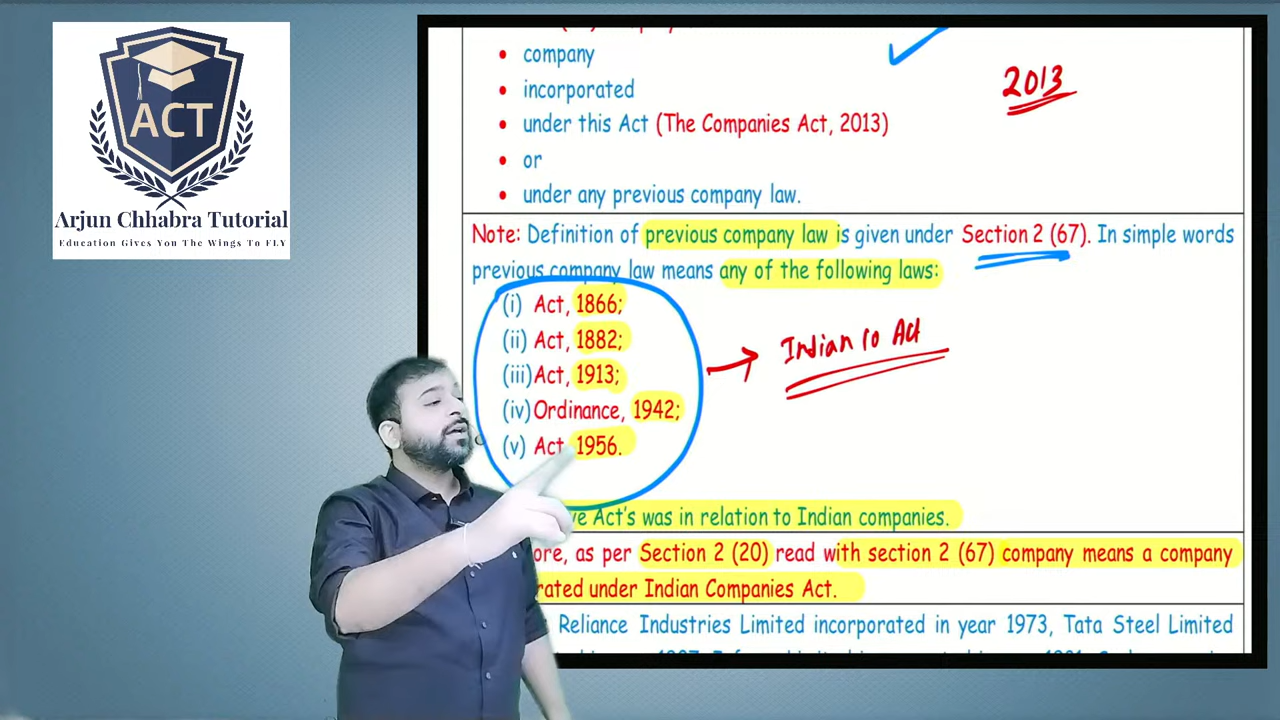 ACT
Arjun Chhabra Tutorial
Education Gives You The Wings To FLY
• company
• incorporated
• under this Act (The Companies Act, 2013)
• or
• under any previous company law.
2013
Note: Definition of previous company law is given under Section 2 (67). In simple words
previous company law means any of the following laws:
(i) Act, 1866;
(ii) Act, 1882;
(iii) Act, 1913;
(iv) Ordinance, 1942;
(v) Act, 1956.
Indian Co Act
Act's was in relation to Indian companies.
as per Section 2 (20) read with section 2 (67) company means a company
under Indian Companies Act.
Reliance Industries Limited incorporated in year 1973, Tata Steel Limited